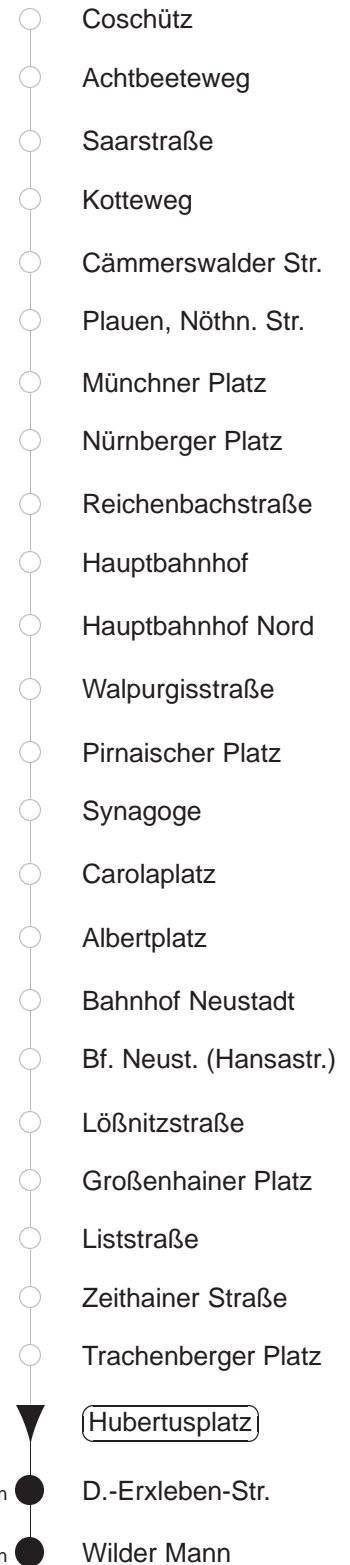 Coschütz
Achtbeeteweg
Saarstraße
Kotteweg
Cämmerswalder Str.
Plauen, Nöthn. Str.
Münchner Platz
Nürnberger Platz
Reichenbachstraße
Hauptbahnhof
Hauptbahnhof Nord
Walpurgisstraße
Pirnaischer Platz
Synagoge
Carolaplatz
Albertplatz
Bahnhof Neustadt
Bf. Neust. (Hansastr.)
Lößnitzstraße
Großenhainer Platz
Liststraße
Zeithainer Straße
Trachenberger Platz
Hubertusplatz
D.-Erxleben-Str.
Wilder Mann